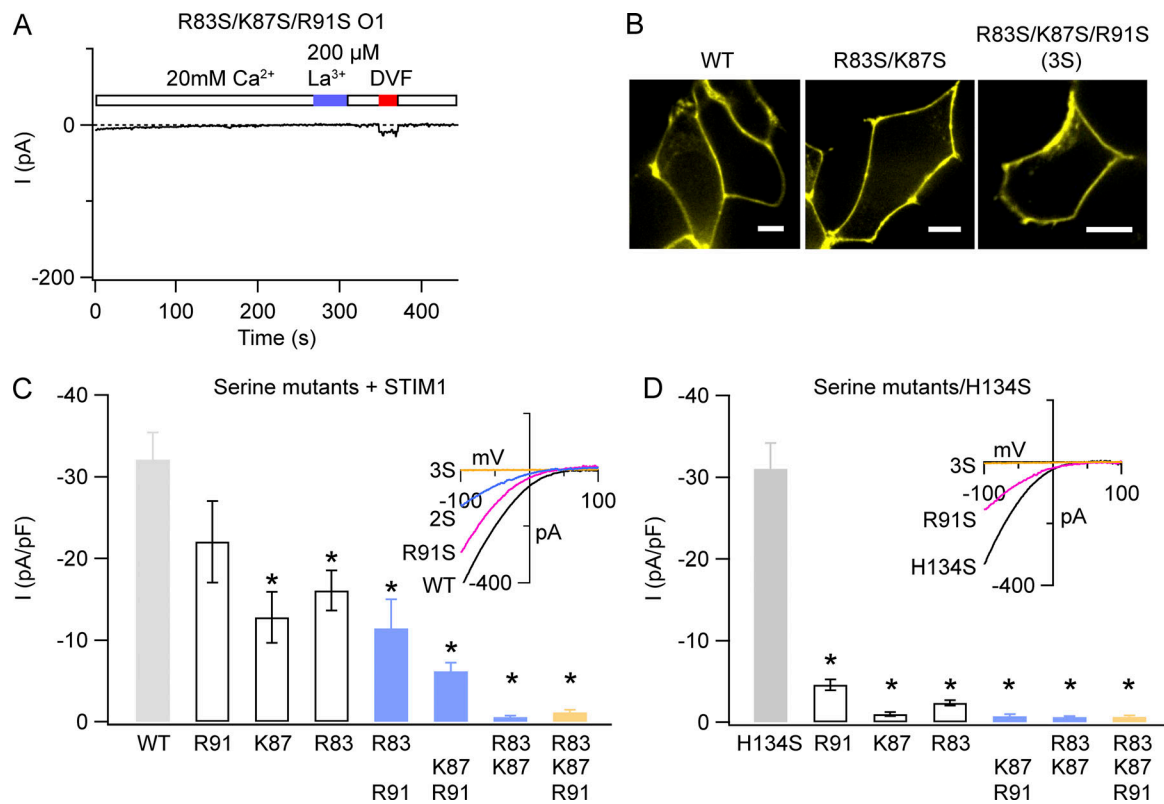 A
R83S/K87S/R91S O1
200 µM
20mM Ca²⁺ La³⁺ DVF
0
-200
I (pA)
0 100 200 300 400
Time (s)
B
WT
R83S/K87S
R83S/K87S/R91S
(3S)
C
Serine mutants + STIM1
-40
-30
-20
-10
0
I (pA/pF)
* * * * * *
3S
mV
-100 100
2S
R91S
pA
WT
-400
WT R91 K87 R83 R83 K87 R83 R83
R91 K87 K87
R91 R91
D
Serine mutants/H134S
-40
-30
-20
-10
0
I (pA/pF)
* * * * * *
3S
mV
-100 100
R91S
pA
H134S
-400
H134S R91 K87 R83 K87 R83 R83
R91 K87 K87
R91